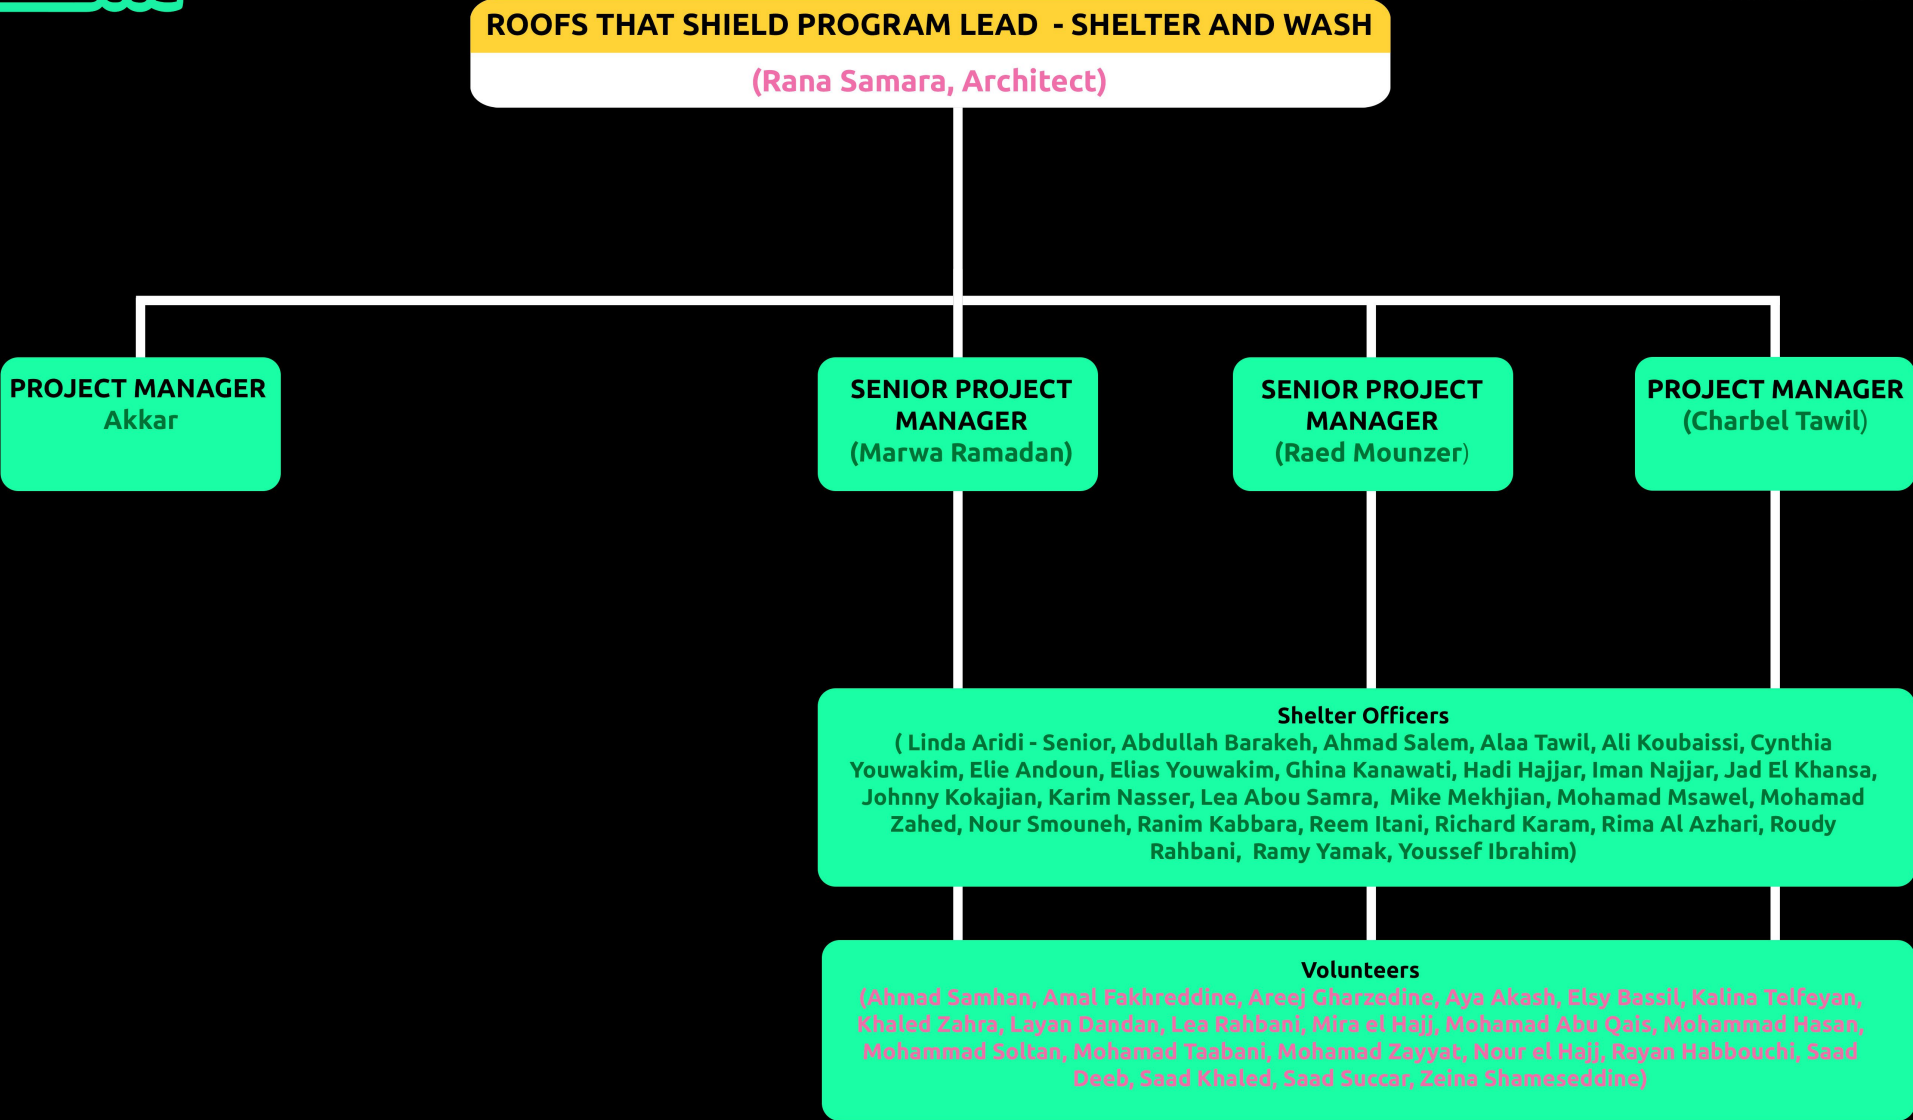 ROOFS THAT SHIELD PROGRAM LEAD - SHELTER AND WASH
(Rana Samara, Architect)
PROJECT MANAGER
Akkar
SENIOR PROJECT
MANAGER
(Marwa Ramadan)
SENIOR PROJECT
MANAGER
(Raed Mounzer)
PROJECT MANAGER
(Charbel Tawil)
Shelter Officers
( Linda Aridi - Senior, Abdullah Barakeh, Ahmad Salem, Alaa Tawil, Ali Koubaissi, Cynthia
Youwakim, Elie Andoun, Elias Youwakim, Ghina Kanawati, Hadi Hajjar, Iman Najjar, Jad El Khansa,
Johnny Kokajian, Karim Nasser, Lea Abou Samra, Mike Mekhjian, Mohamad Msawel, Mohamad
Zahed, Nour Smouneh, Ranim Kabbara, Reem Itani, Richard Karam, Rima Al Azhari, Roudy
Rahbani, Ramy Yamak, Youssef Ibrahim)
Volunteers
(Ahmad Samhan, Amal Fakhreddine, Areej Gharzedine, Aya Akash, Elsy Bassil, Kalina Telfeyan,
Khaled Zahra, Layan Dandan, Lea Rahbani, Mira el Hajj, Mohamad Abu Qais, Mohammad Hasan,
Mohammad Soltan, Mohamad Taabani, Mohamad Zayyat, Nour el Hajj, Rayan Habbouchi, Saad
Deeb, Saad Khaled, Saad Succar, Zeina Shameseddine)